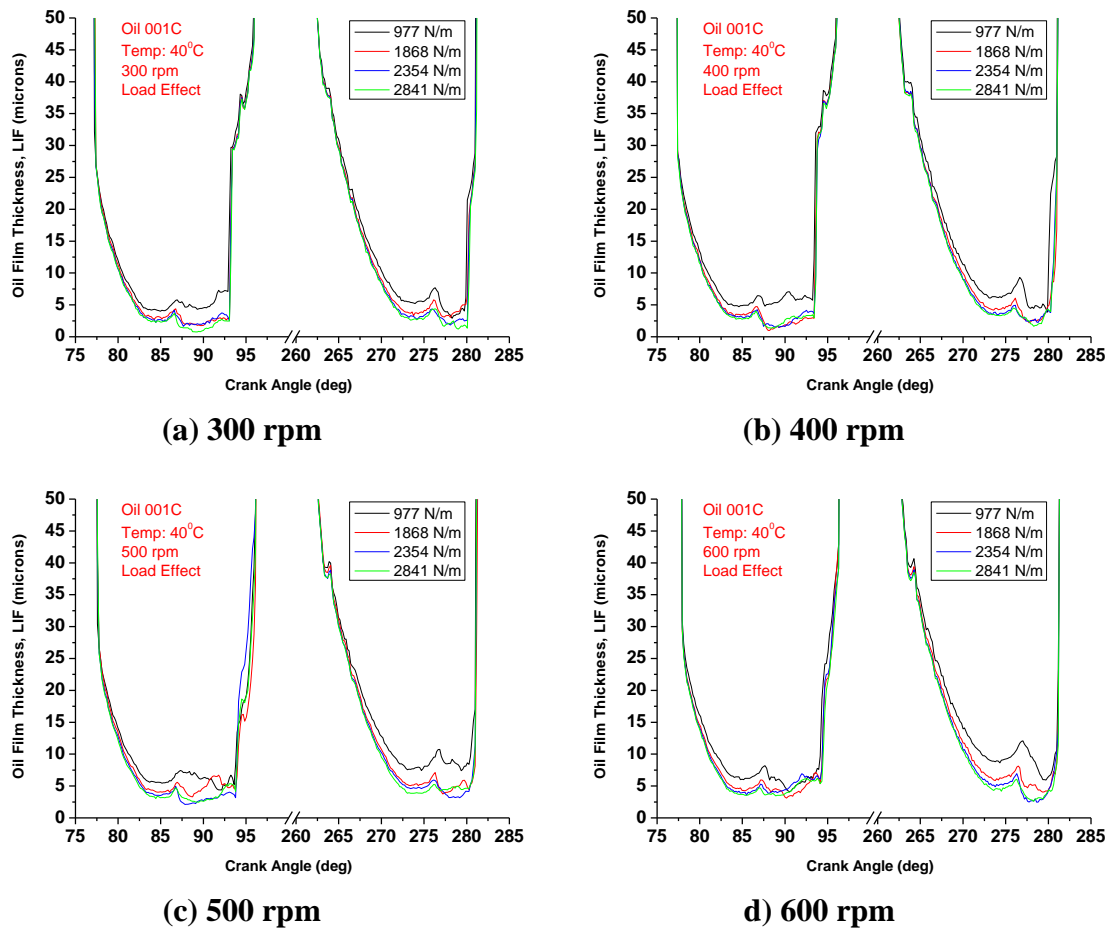 Oil Film Thickness, LIF (microns)
50
45
40
35
30
25
20
15
10
5
0
Oil 001C
Temp: 40⁰C
300 rpm
Load Effect
977 N/m
1868 N/m
2354 N/m
2841 N/m
75 80 85 90 95 260 265 270 275 280 285
Crank Angle (deg)
(a) 300 rpm
Oil Film Thickness, LIF (microns)
50
45
40
35
30
25
20
15
10
5
0
Oil 001C
Temp: 40⁰C
400 rpm
Load Effect
977 N/m
1868 N/m
2354 N/m
2841 N/m
75 80 85 90 95 260 265 270 275 280 285
Crank Angle (deg)
(b) 400 rpm
Oil Film Thickness, LIF (microns)
50
45
40
35
30
25
20
15
10
5
0
Oil 001C
Temp: 40⁰C
500 rpm
Load Effect
977 N/m
1868 N/m
2354 N/m
2841 N/m
75 80 85 90 95 260 265 270 275 280 285
Crank Angle (deg)
(c) 500 rpm
Oil Film Thickness, LIF (microns)
50
45
40
35
30
25
20
15
10
5
0
Oil 001C
Temp: 40⁰C
600 rpm
Load Effect
977 N/m
1868 N/m
2354 N/m
2841 N/m
75 80 85 90 95 260 265 270 275 280 285
Crank Angle (deg)
d) 600 rpm